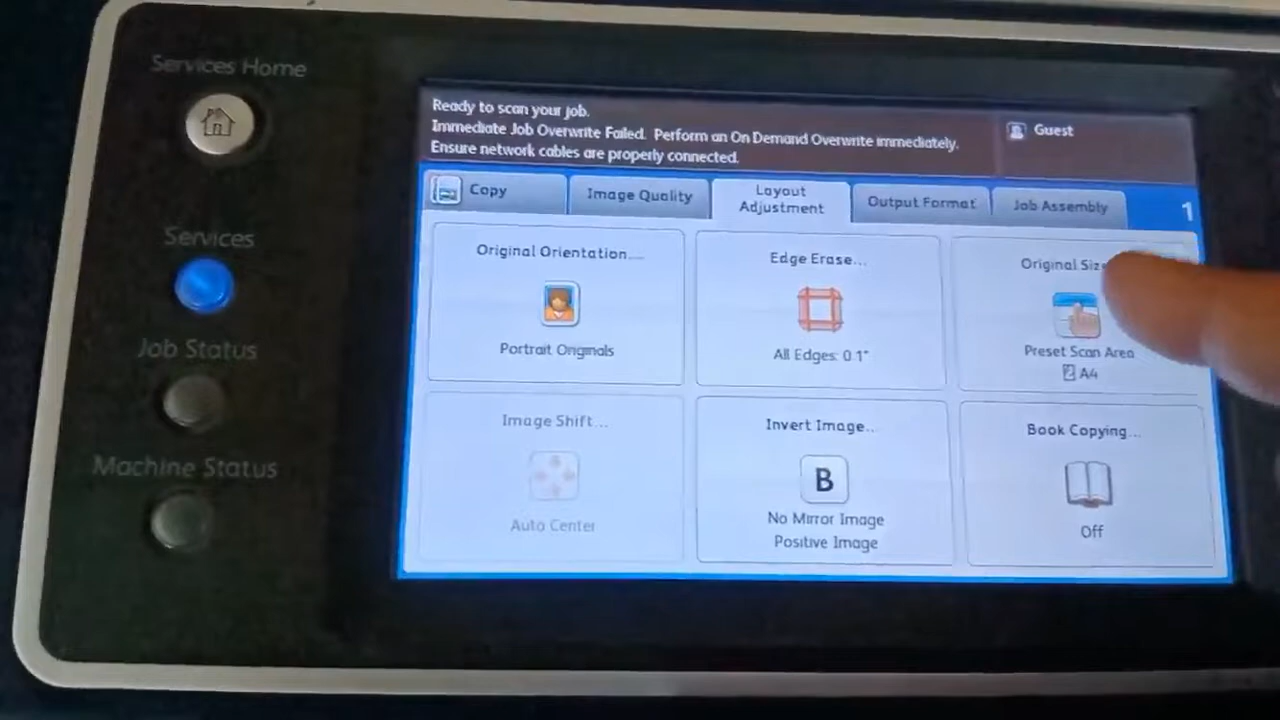 Services Home
Services
Job Status
Machine Status
Ready to scan your job.
Immediate Job Overwrite Failed. Perform an On Demand Overwrite immediately.
Ensure network cables are properly connected.
Guest
Copy
Image Quality
Layout
Adjustment
Output Format
Job Assembly
1
Original Orientation...
Portrait Originals
Edge Erase...
All Edges: 0.1"
Original Size
Preset Scan Area
A4
Image Shift...
Auto Center
Invert Image...
B
No Mirror Image
Positive Image
Book Copying...
Off